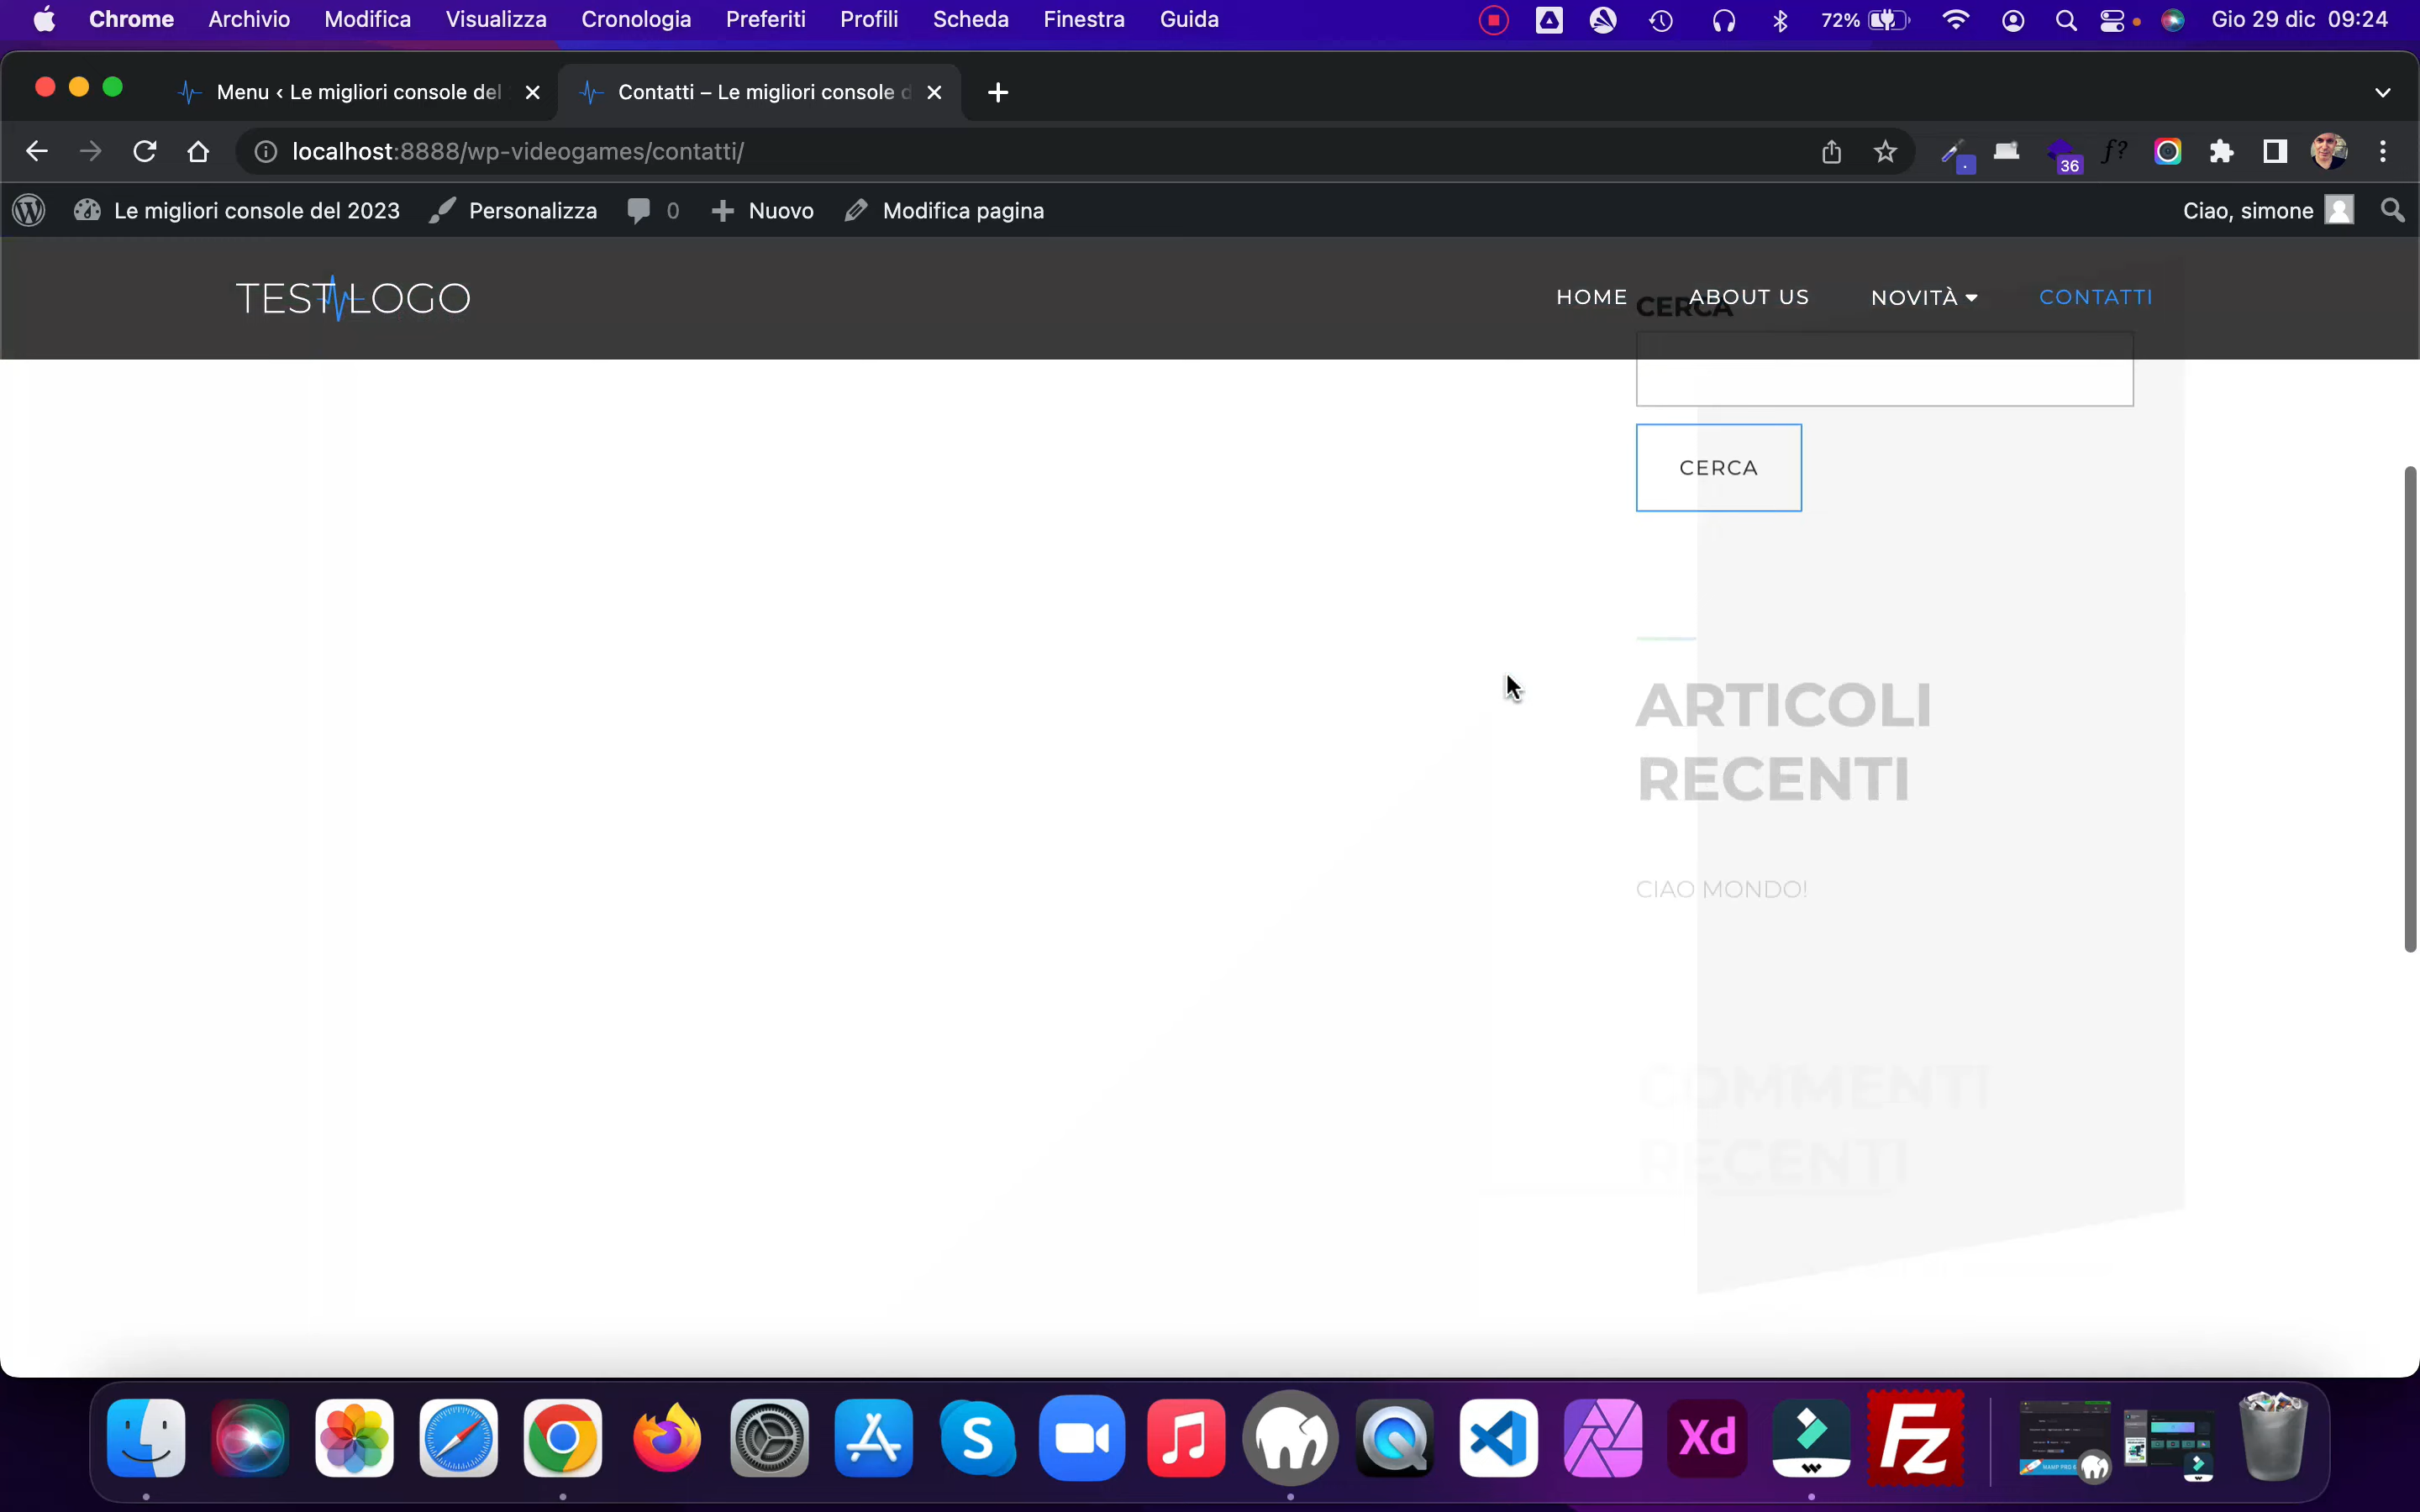 Chrome Archivio Modifica Visualizza Cronologia Preferiti Profili Scheda Finestra Guida 72% Gio 29 dic 09:24
Menu ‹ Le migliori console del Contatti – Le migliori console d
localhost:8888/wp-videogames/contatti/ f? 36
Le migliori console del 2023 Personalizza 0 Nuovo Modifica pagina Ciao, simone
TEST LOGO HOME ABOUT US NOVITÀ CONTATTI
CERCA
CERCA
ARTICOLI
RECENTI
CIAO MONDO!
COMMENTI
RECENTI
S Xd Fz